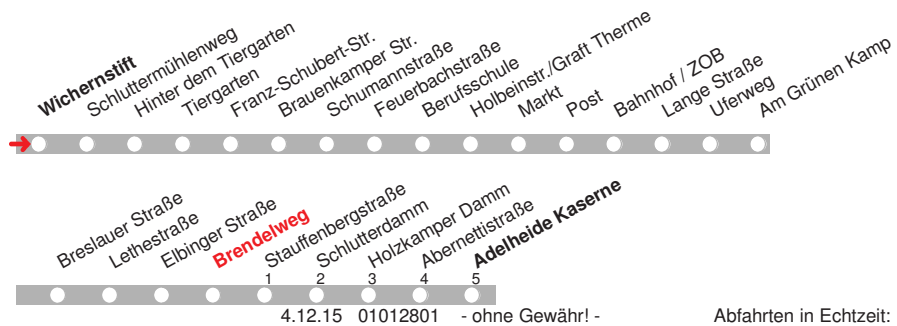 Wichernstift
Schluttermühlenweg
Hinter dem Tiergarten
Tiergarten
Franz-Schubert-Str.
Brauenkamper Str.
Schumannstraße
Feuerbachstraße
Berufsschule
Holbeinstr./Graft Therme
Markt
Post
Bahnhof / ZOB
Lange Straße
Uferweg
Am Grünen Kamp
Breslauer Straße
Lethestraße
Elbinger Straße
Brendelweg
Stauffenbergstraße
Schlutterdamm
Holzkamper Damm
Abernettistraße
Adelheide Kaserne
1 2 3 4 5
4.12.15 01012801 - ohne Gewähr! - Abfahrten in Echtzeit: